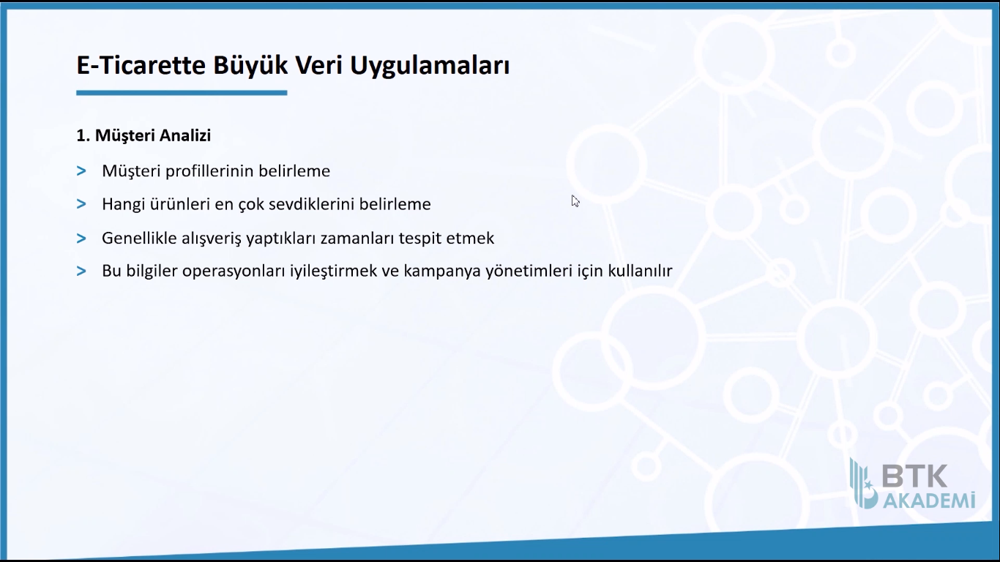 E-Ticarette Büyük Veri Uygulamaları
1. Müşteri Analizi
> Müşteri profillerinin belirleme
> Hangi ürünleri en çok sevdiklerini belirleme
> Genellikle alışveriş yaptıkları zamanları tespit etmek
> Bu bilgiler operasyonları iyileştirmek ve kampanya yönetimleri için kullanılır
BTK
AKADEMİ